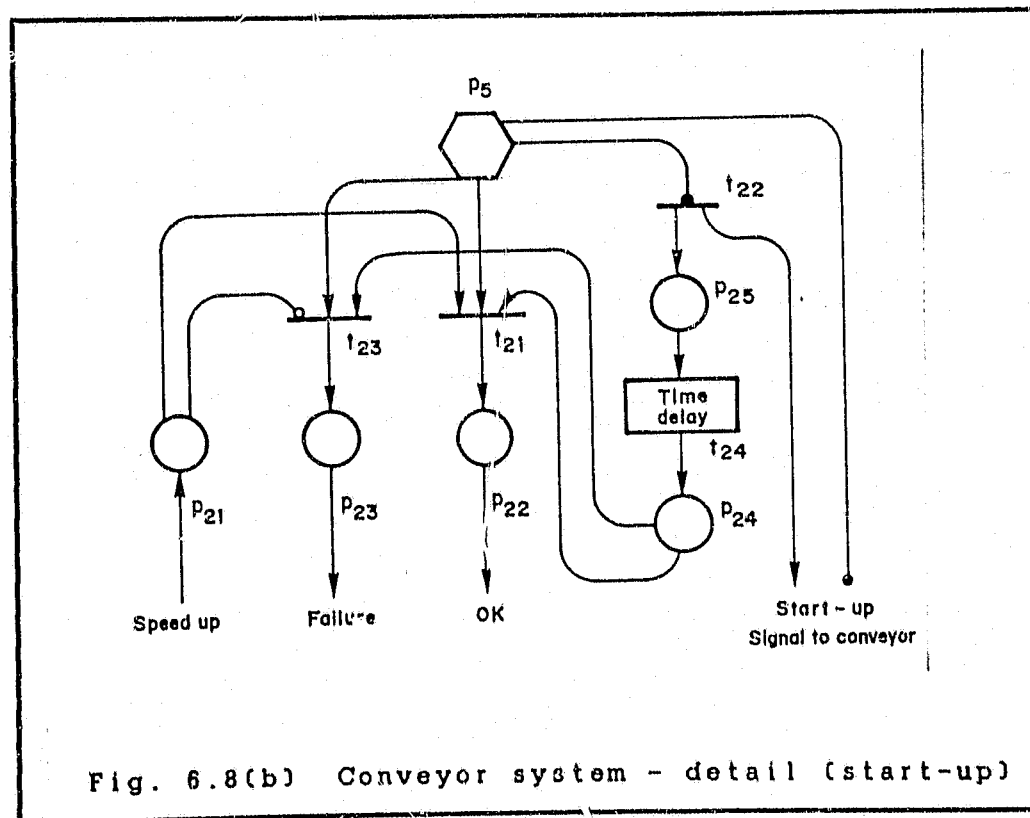 p5
t22
p25
t23
t21
Time
delay
t24
p21
p23
p22
p24
Speed up
Failure
OK
Start-up
Signal to conveyor
Fig. 6.8(b) Conveyor system - detail (start-up)